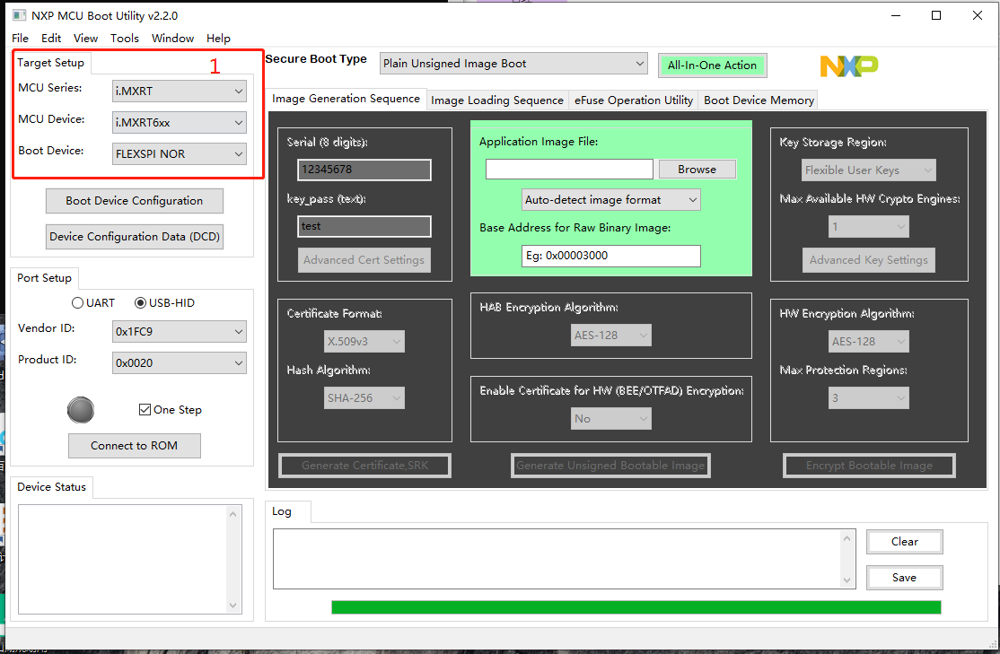 NXP MCU Boot Utility v2.2.0
File Edit View Tools Window Help
Target Setup
1
MCU Series: i.MXRT
MCU Device: i.MXRT6xx
Boot Device: FLEXSPI NOR
Boot Device Configuration
Device Configuration Data (DCD)
Port Setup
UART USB-HID
Vendor ID: 0x1FC9
Product ID: 0x0020
One Step
Connect to ROM
Device Status
Secure Boot Type Plain Unsigned Image Boot All-In-One Action NXP
Image Generation Sequence Image Loading Sequence eFuse Operation Utility Boot Device Memory
Serial (8 digits):
12345678
key_pass (text):
test
Advanced Cert Settings
Application Image File:
Browse
Auto-detect image format
Base Address for Raw Binary Image:
Eg: 0x00003000
Key Storage Region:
Flexible User Keys
Max Available HW Crypto Engines:
1
Advanced Key Settings
Certificate Format:
X.509v3
Hash Algorithm:
SHA-256
HAB Encryption Algorithm:
AES-128
Enable Certificate for HW (BEE/OTFAD) Encryption:
No
HW Encryption Algorithm:
AES-128
Max Protection Regions:
3
Generate Certificate,SRK Generate Unsigned Bootable Image Encrypt Bootable Image
Log
Clear
Save